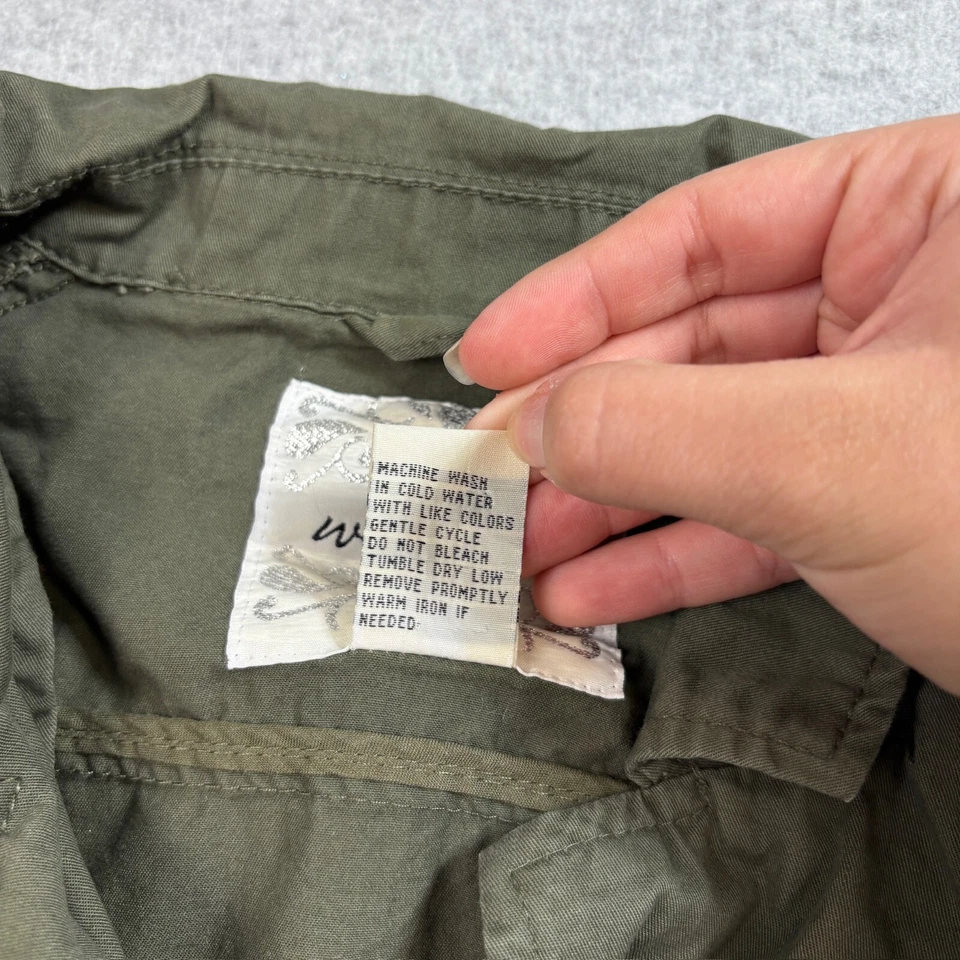 MACHINE WASH
IN COLD WATER
WITH LIKE COLORS
GENTLE CYCLE
DO NOT BLEACH
TUMBLE DRY LOW
REMOVE PROMPTLY
WARM IRON IF
NEEDED